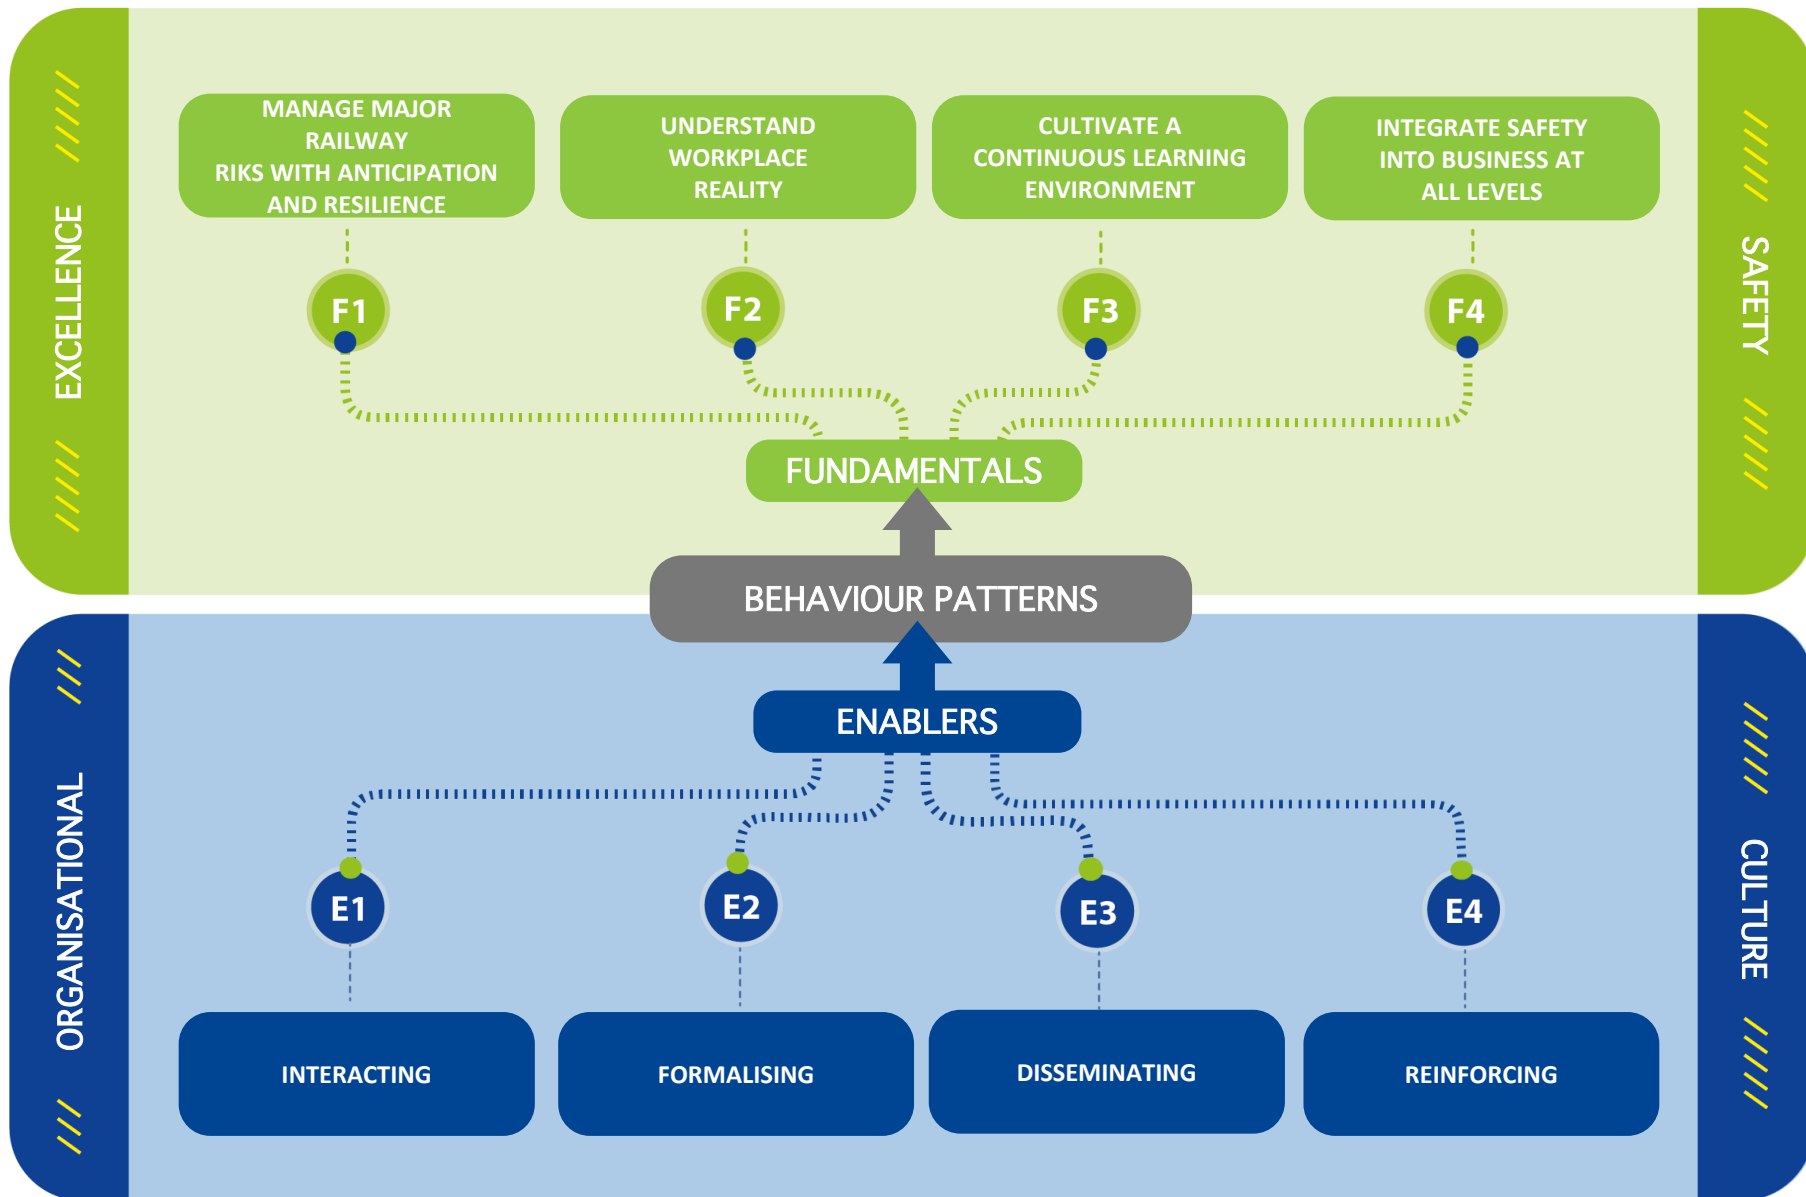 EXCELLENCE
SAFETY
MANAGE MAJOR
RAILWAY
RIKS WITH ANTICIPATION
AND RESILIENCE
UNDERSTAND
WORKPLACE
REALITY
CULTIVATE A
CONTINUOUS LEARNING
ENVIRONMENT
INTEGRATE SAFETY
INTO BUSINESS AT
ALL LEVELS
F1
F2
F3
F4
FUNDAMENTALS
BEHAVIOUR PATTERNS
ENABLERS
ORGANISATIONAL
CULTURE
E1
E2
E3
E4
INTERACTING
FORMALISING
DISSEMINATING
REINFORCING